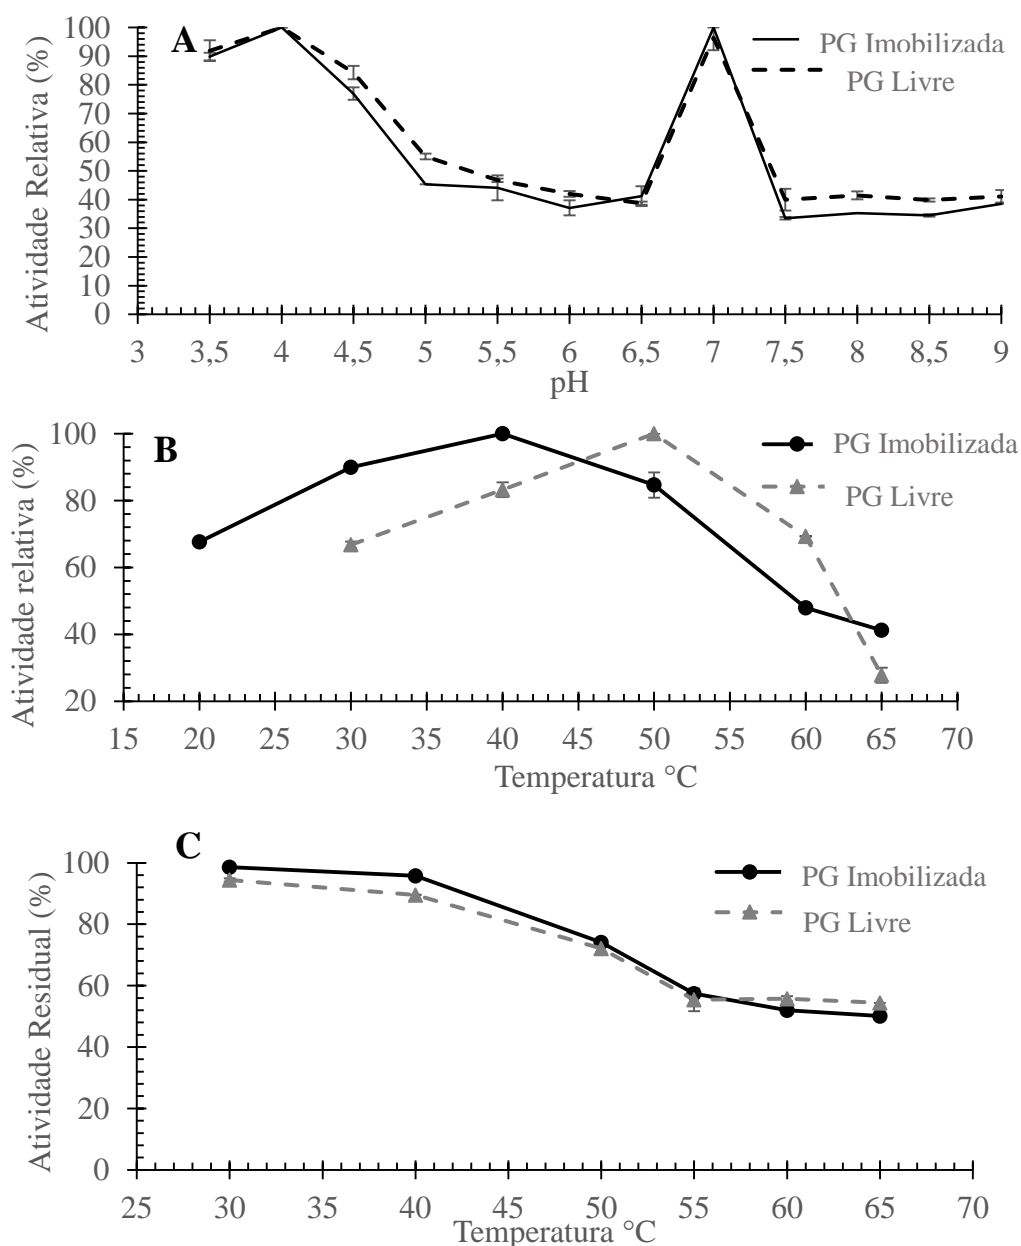 A
Atividade Relativa (%)
100
90
80
70
60
50
40
30
20
10
0
3 3,5 4 4,5 5 5,5 6 6,5 7 7,5 8 8,5 9
pH
PG Imobilizada
PG Livre
B
Atividade relativa (%)
100
80
60
40
20
15 20 25 30 35 40 45 50 55 60 65 70
Temperatura °C
PG Imobilizada
PG Livre
C
Atividade Residual (%)
100
80
60
40
20
0
25 30 35 40 45 50 55 60 65 70
Temperatura °C
PG Imobilizada
PG Livre